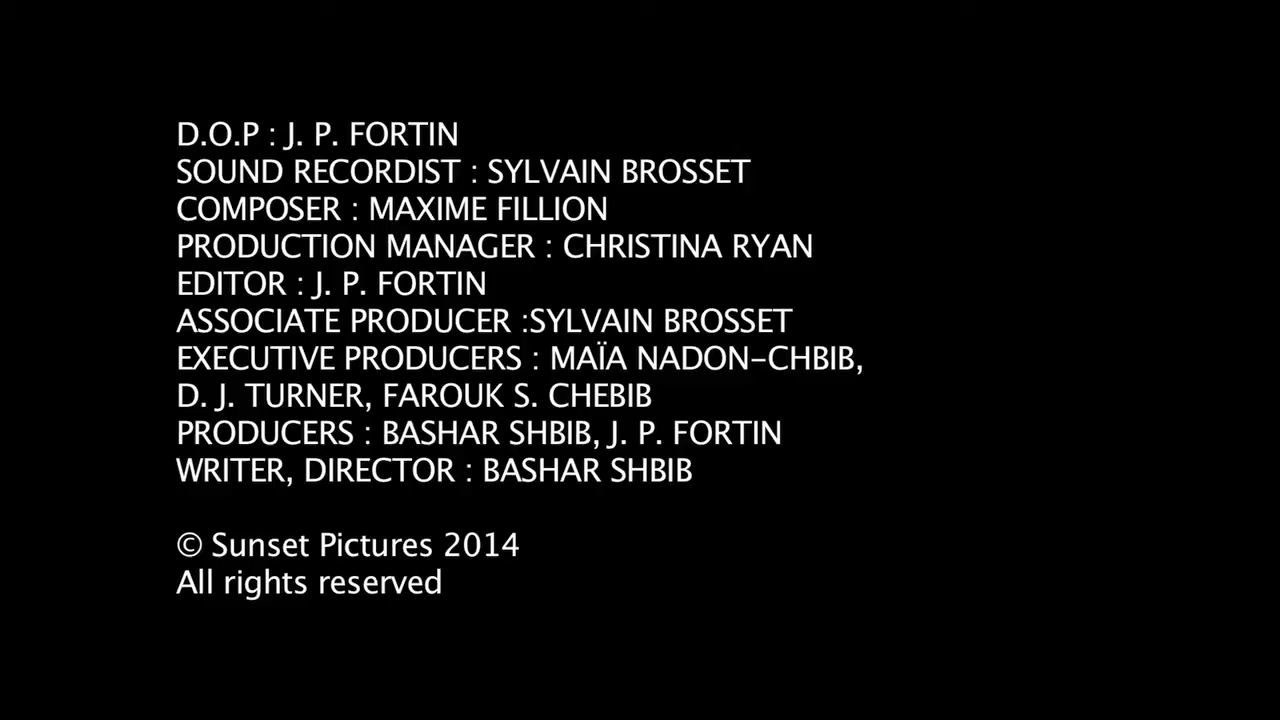 D.O.P : J. P. FORTIN
SOUND RECORDIST : SYLVAIN BROSSET
COMPOSER : MAXIME FILLION
PRODUCTION MANAGER : CHRISTINA RYAN
EDITOR : J. P. FORTIN
ASSOCIATE PRODUCER :SYLVAIN BROSSET
EXECUTIVE PRODUCERS : MAÏA NADON-CHBIB,
D. J. TURNER, FAROUK S. CHEBIB
PRODUCERS : BASHAR SHBIB, J. P. FORTIN
WRITER, DIRECTOR : BASHAR SHBIB
© Sunset Pictures 2014
All rights reserved